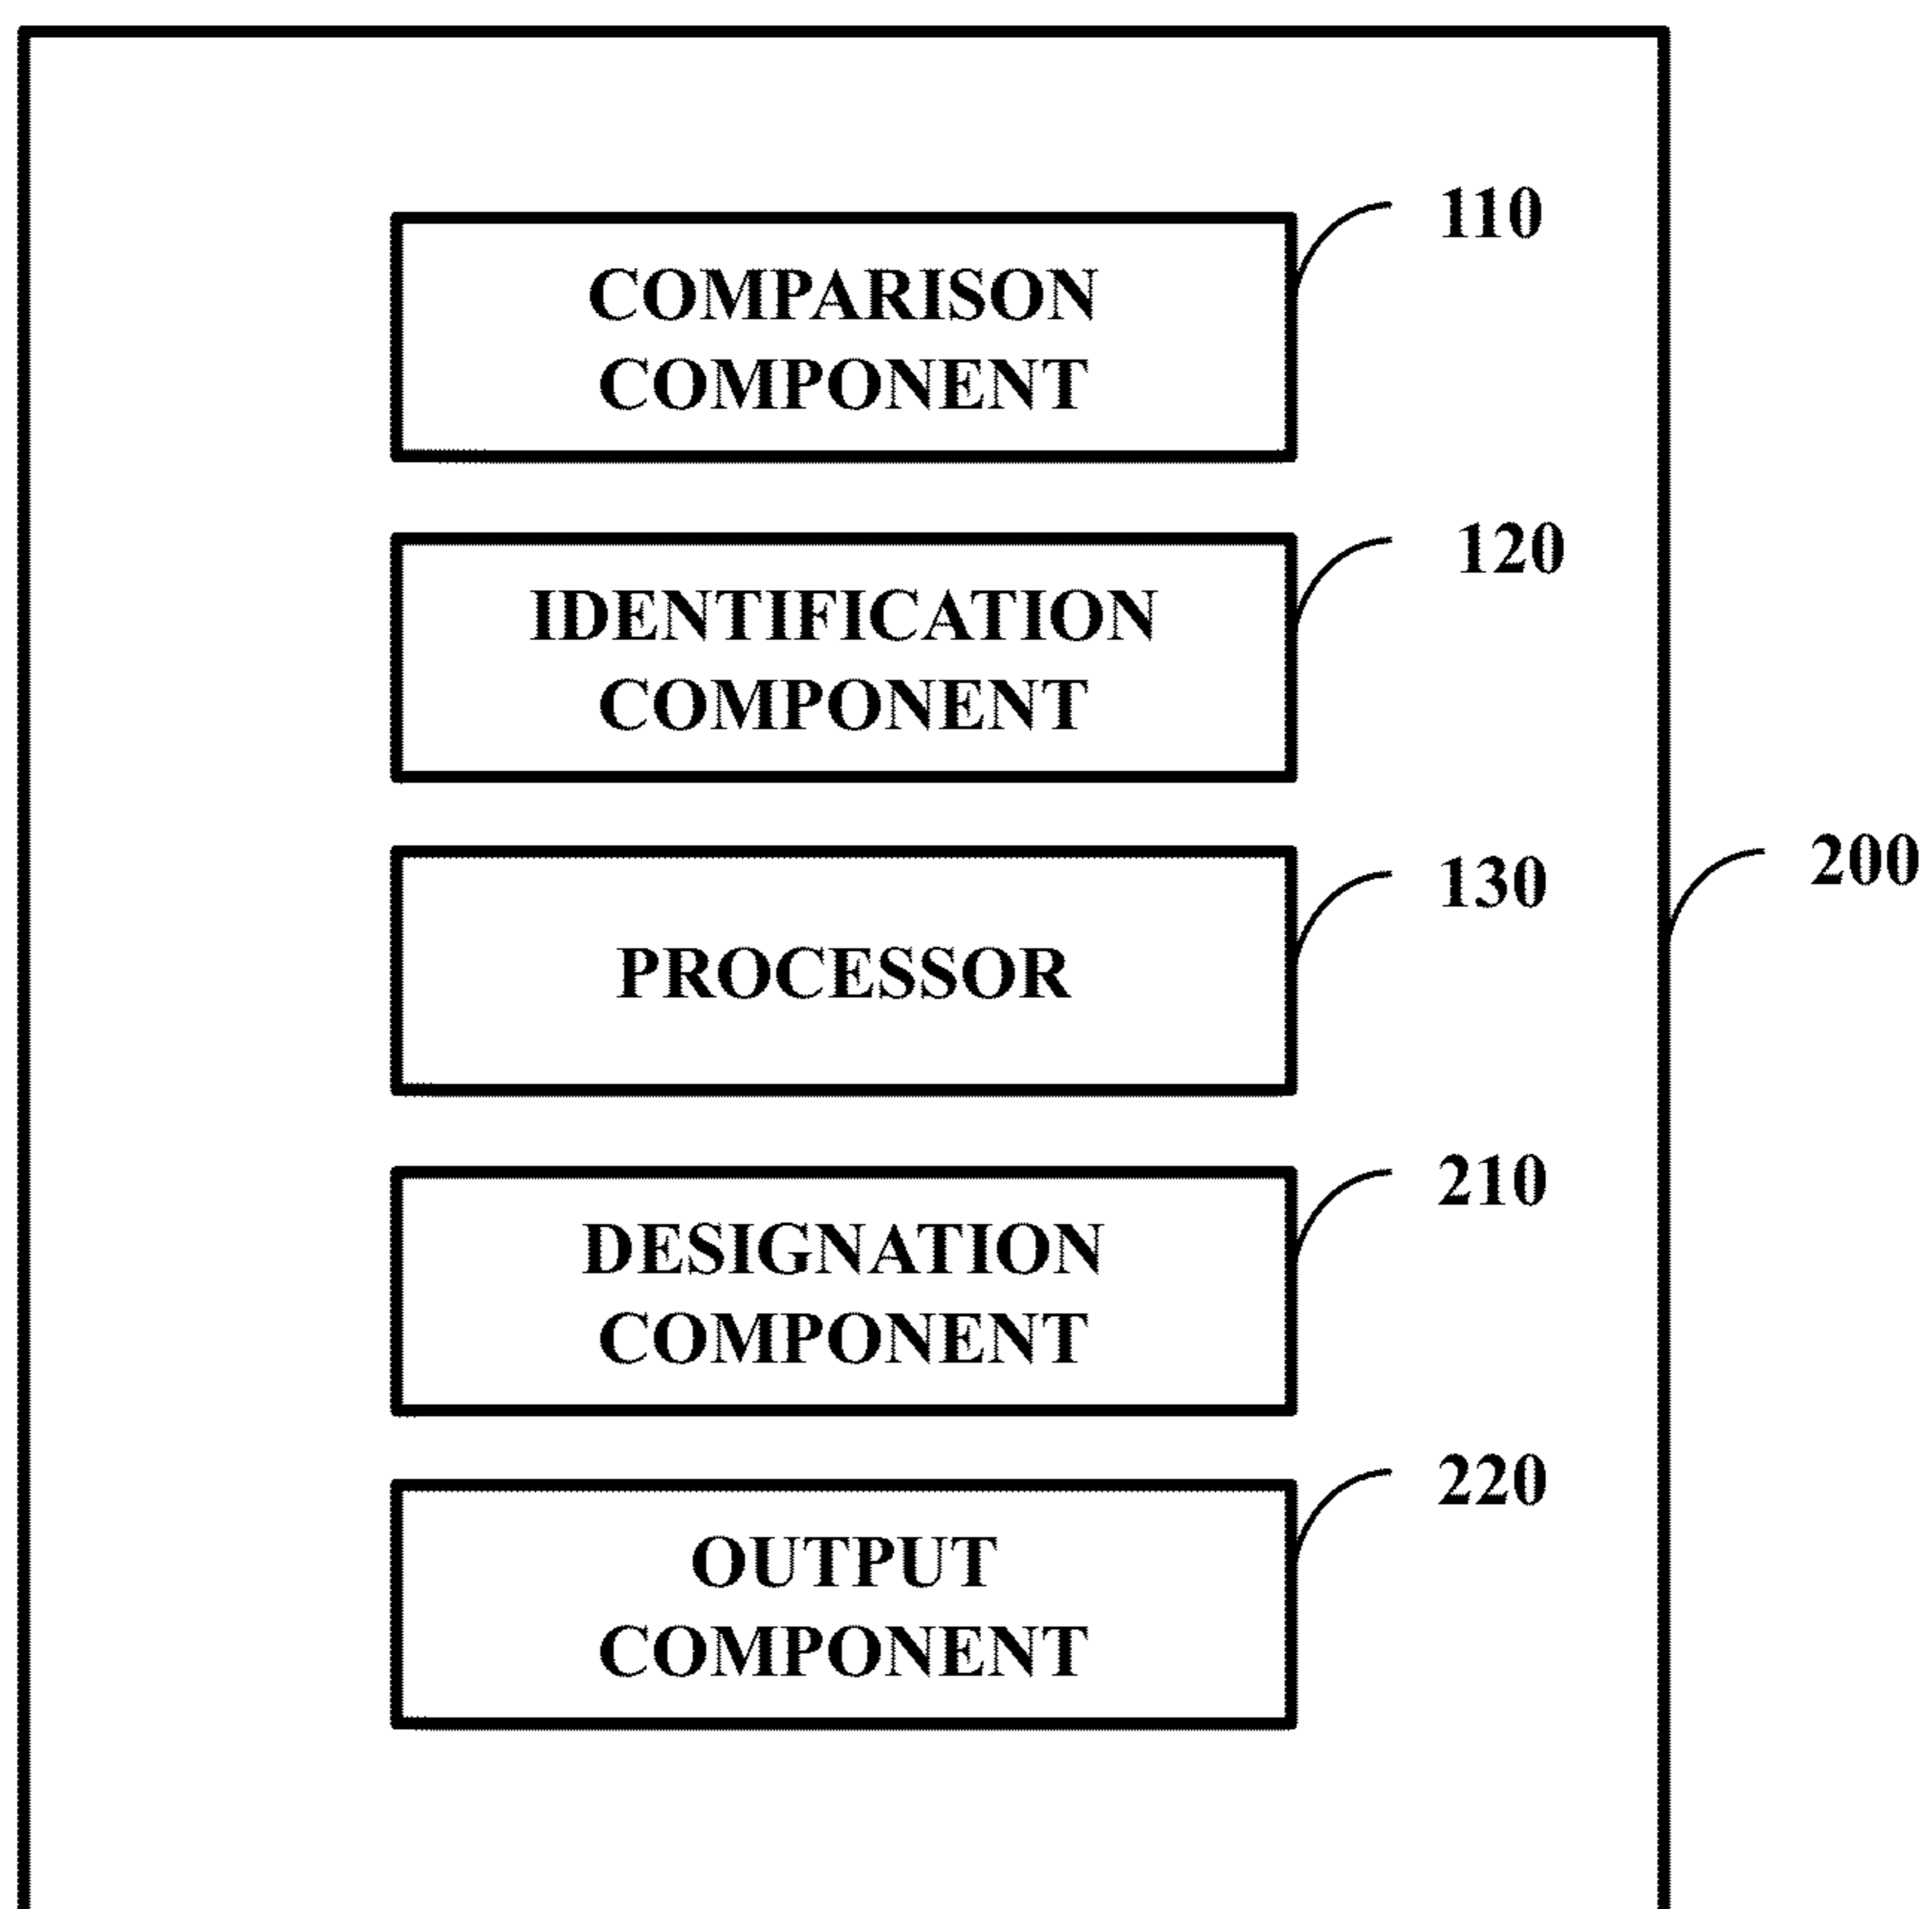 110
COMPARISON
COMPONENT
120
IDENTIFICATION
COMPONENT
200
130
PROCESSOR
210
DESIGNATION
COMPONENT
220
OUTPUT
COMPONENT